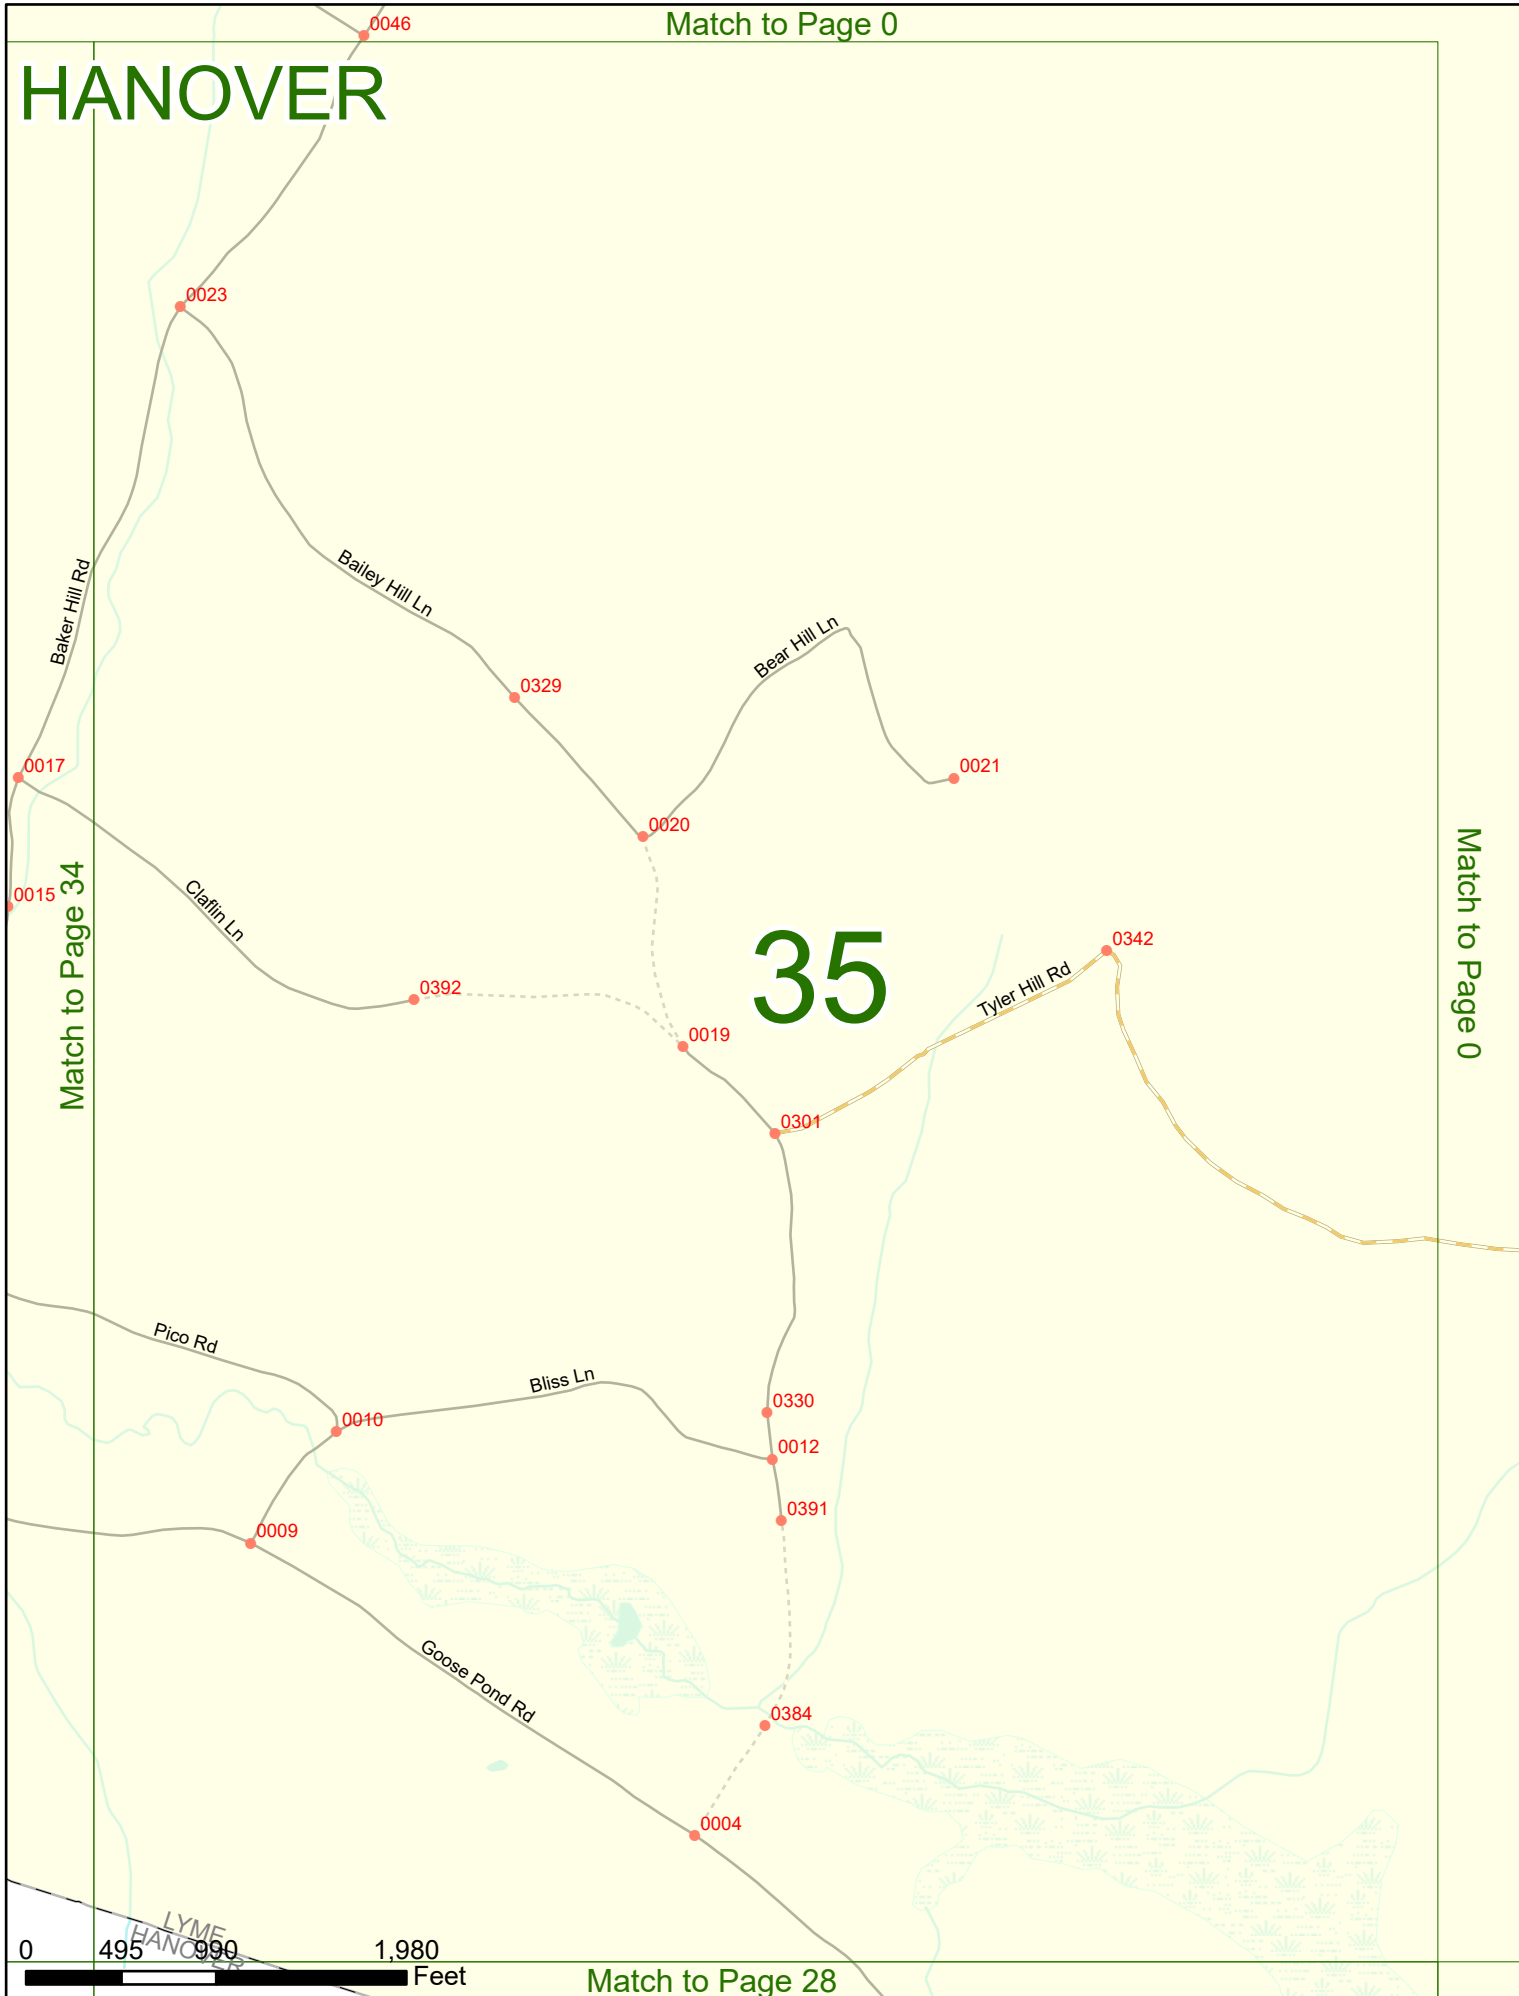 0046
Match to Page 0
HANOVER
0023
Baker Hill Rd
Bailey Hill Ln
Bear Hill Ln
0329
0017
0021
0020
0015
Match to Page 34
Claflin Ln
0392
35
0342
Tyler Hill Rd
Match to Page 0
0019
0301
Pico Rd
Bliss Ln
0010
0330
0012
0391
0009
Goose Pond Rd
0384
0004
LYME
HANOVER
0 495 990 1,980
Feet
Match to Page 28